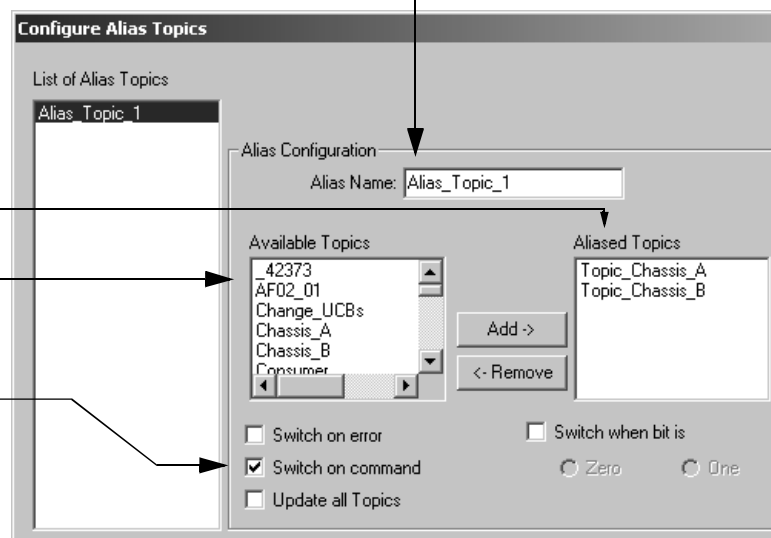 Configure Alias Topics
List of Alias Topics
Alias_Topic_1
Alias Configuration
Alias Name: Alias_Topic_1
Available Topics
_42373
AF02_01
Change_UCBs
Chassis_A
Chassis_B
Consumer
Add ->
<- Remove
Aliased Topics
Topic_Chassis_A
Topic_Chassis_B
Switch on error
Switch on command
Update all Topics
Switch when bit is
Zero
One